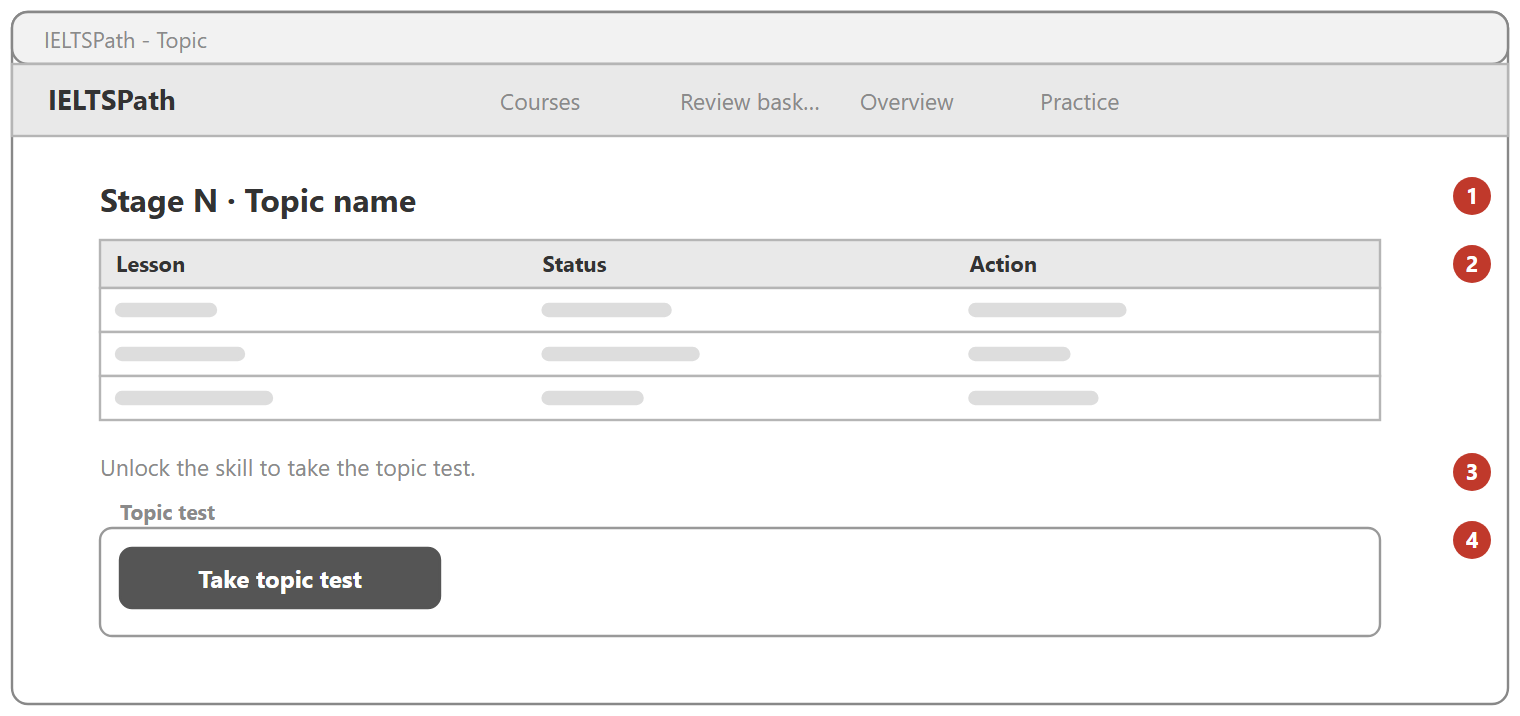 IELTSPath - Topic
IELTSPath Courses Review bask... Overview Practice
Stage N · Topic name 1
Lesson Status Action 2
Unlock the skill to take the topic test. 3
Topic test
4
Take topic test